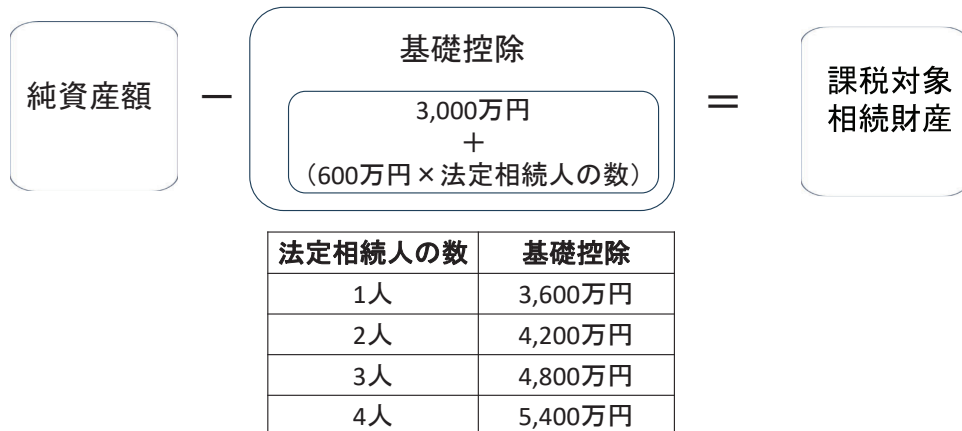 純資産額
－
基礎控除
3,000万円
＋
（600万円×法定相続人の数）
＝
課税対象
相続財産
法定相続人の数 基礎控除
1人 3,600万円
2人 4,200万円
3人 4,800万円
4人 5,400万円